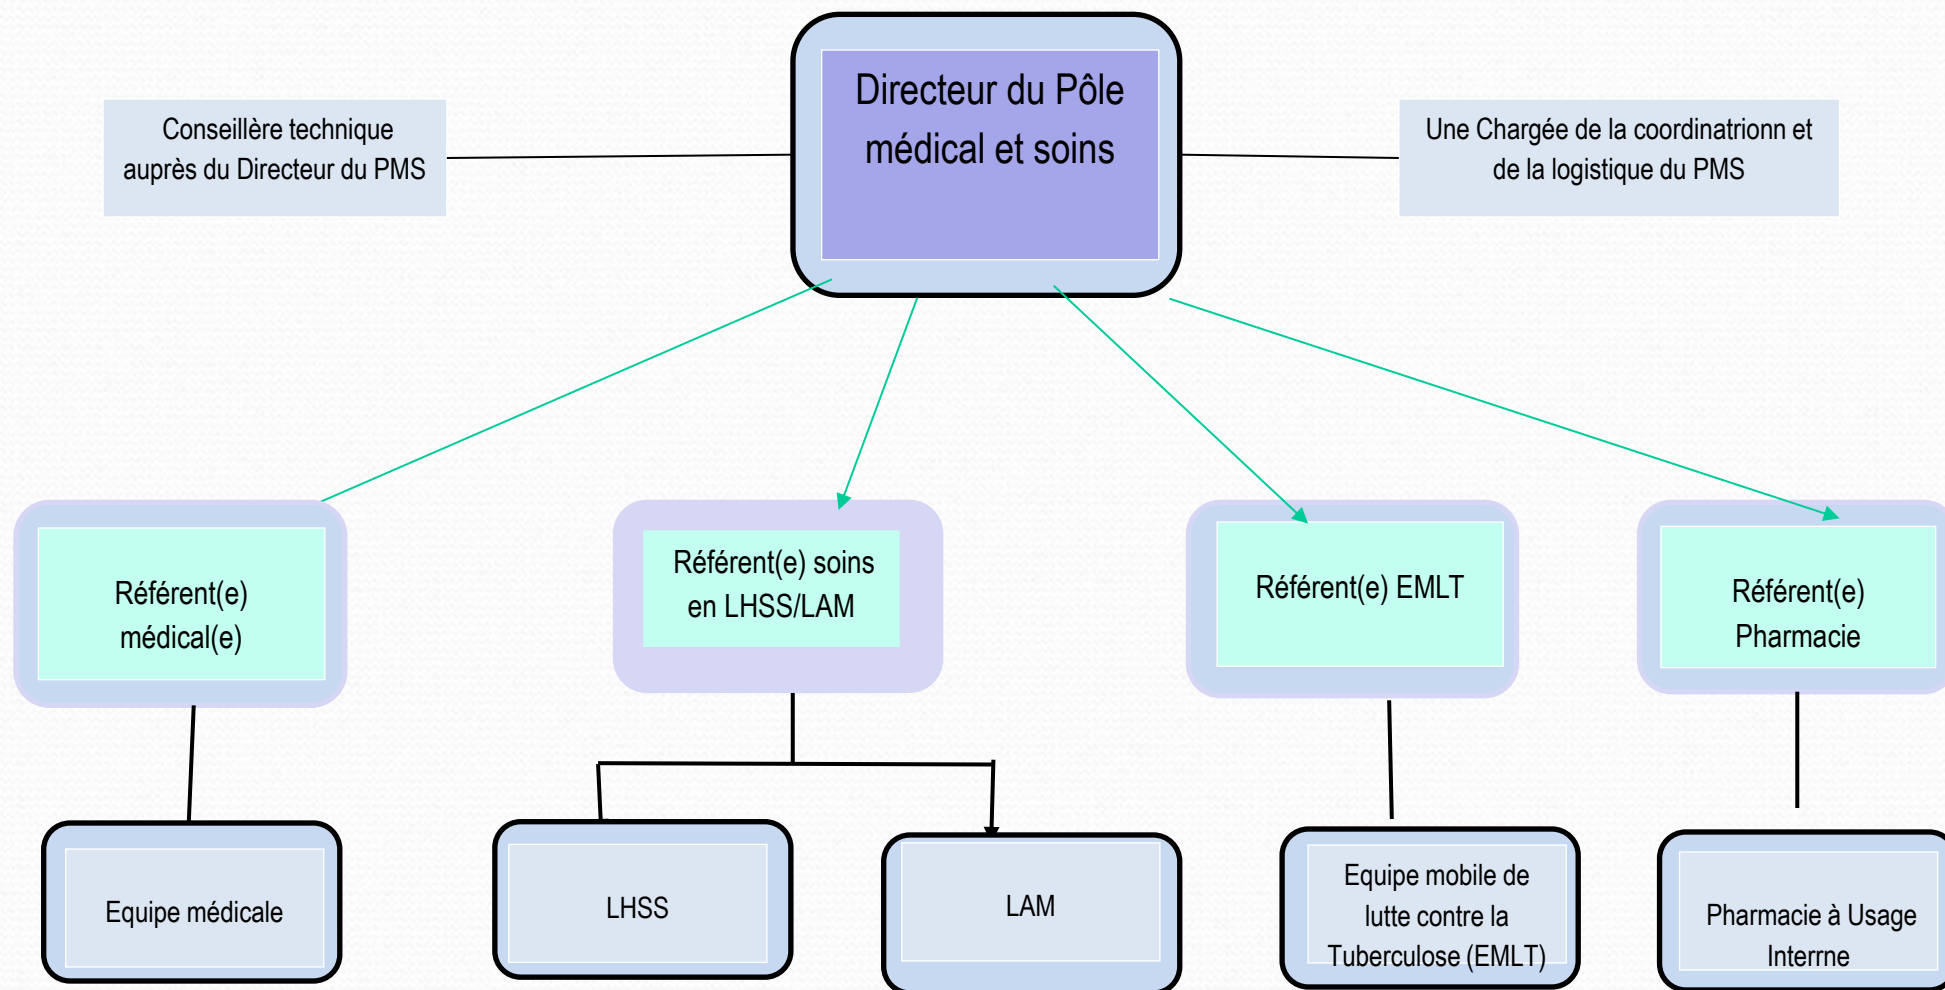 Directeur du Pôle
médical et soins
Conseillère technique
auprès du Directeur du PMS
Une Chargée de la coordinatrionn et
de la logistique du PMS
Référent(e)
médical(e)
Référent(e) soins
en LHSS/LAM
Référent(e) EMLT
Référent(e)
Pharmacie
Equipe médicale
LHSS
LAM
Equipe mobile de
lutte contre la
Tuberculose (EMLT)
Pharmacie à Usage
Interrne